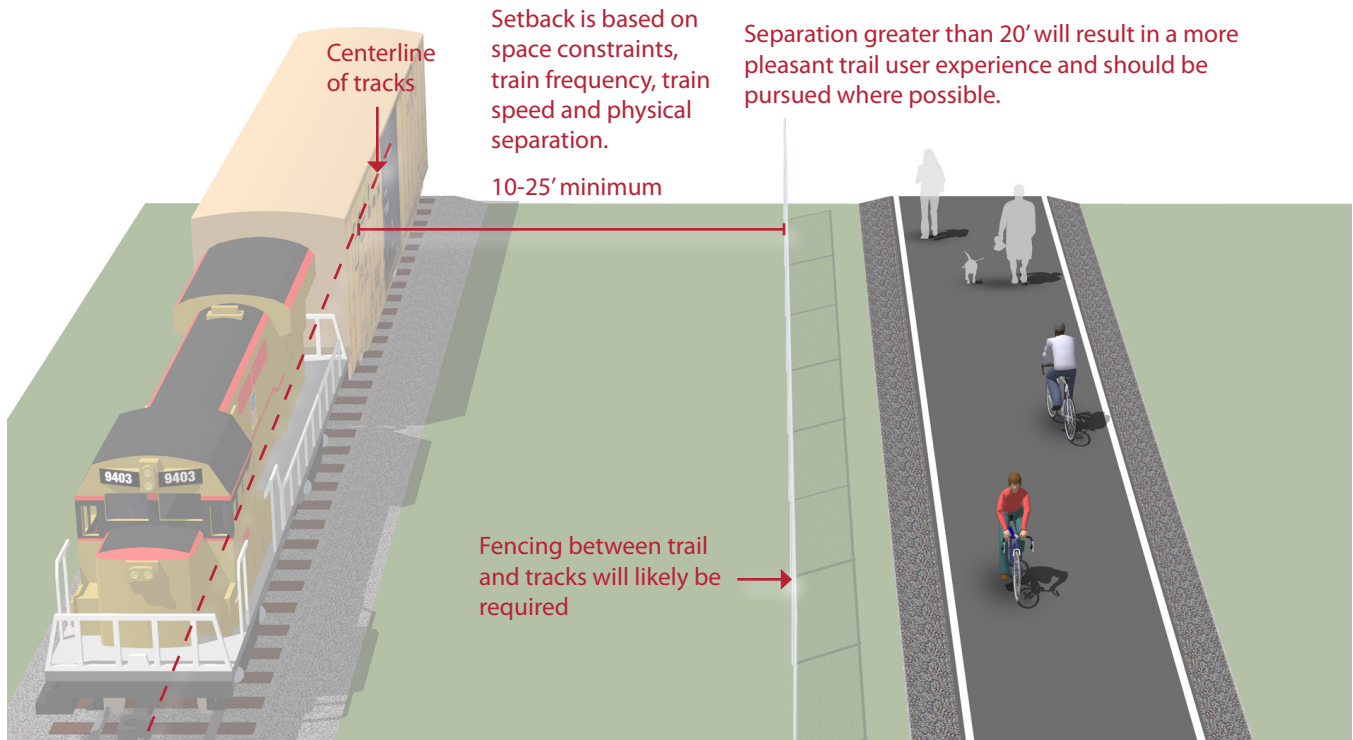 Centerline
of tracks
Setback is based on
space constraints,
train frequency, train
speed and physical
separation.
10-25’ minimum
Separation greater than 20’ will result in a more
pleasant trail user experience and should be
pursued where possible.
9403
9403
Fencing between trail
and tracks will likely be
required